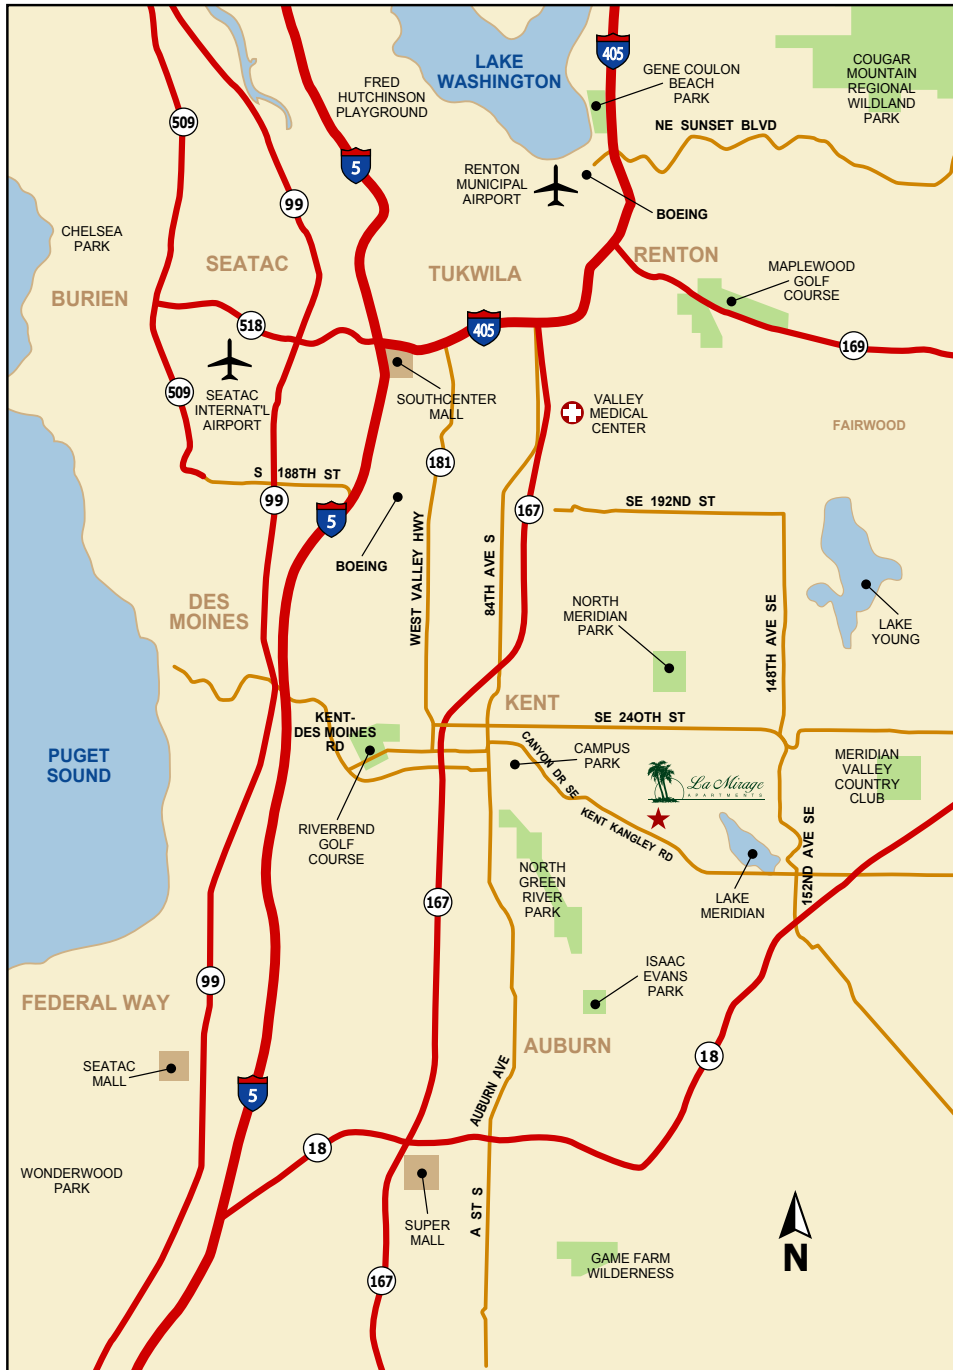 LAKE
WASHINGTON
405
GENE COULON
BEACH
PARK
COUGAR
MOUNTAIN
REGIONAL
WILDLAND
PARK
FRED
HUTCHINSON
PLAYGROUND
509
NE SUNSET BLVD
5
RENTON
MUNICIPAL
AIRPORT
99
BOEING
CHELSEA
PARK
SEATAC
TUKWILA
RENTON
MAPLEWOOD
GOLF
COURSE
BURIEN
518
405
169
509
SEATAC
INTERNAT'L
AIRPORT
SOUTHCENTER
MALL
VALLEY
MEDICAL
CENTER
FAIRWOOD
181
S 188TH ST
99
5
167
SE 192ND ST
BOEING
WEST VALLEY HWY
84TH AVE S
DES
MOINES
NORTH
MERIDIAN
PARK
148TH AVE SE
LAKE
YOUNG
KENT
SE 24OTH ST
KENT-
DES MOINES
RD
PUGET
SOUND
CANYON DR SE
CAMPUS
PARK
La Mirage
APARTMENTS
MERIDIAN
VALLEY
COUNTRY
CLUB
RIVERBEND
GOLF
COURSE
KENT KANGLEY RD
152ND AVE SE
NORTH
GREEN
RIVER
PARK
LAKE
MERIDIAN
167
99
ISAAC
EVANS
PARK
FEDERAL WAY
AUBURN
SEATAC
MALL
18
5
AUBURN AVE
18
WONDERWOOD
PARK
A ST S
SUPER
MALL
167
GAME FARM
WILDERNESS
N